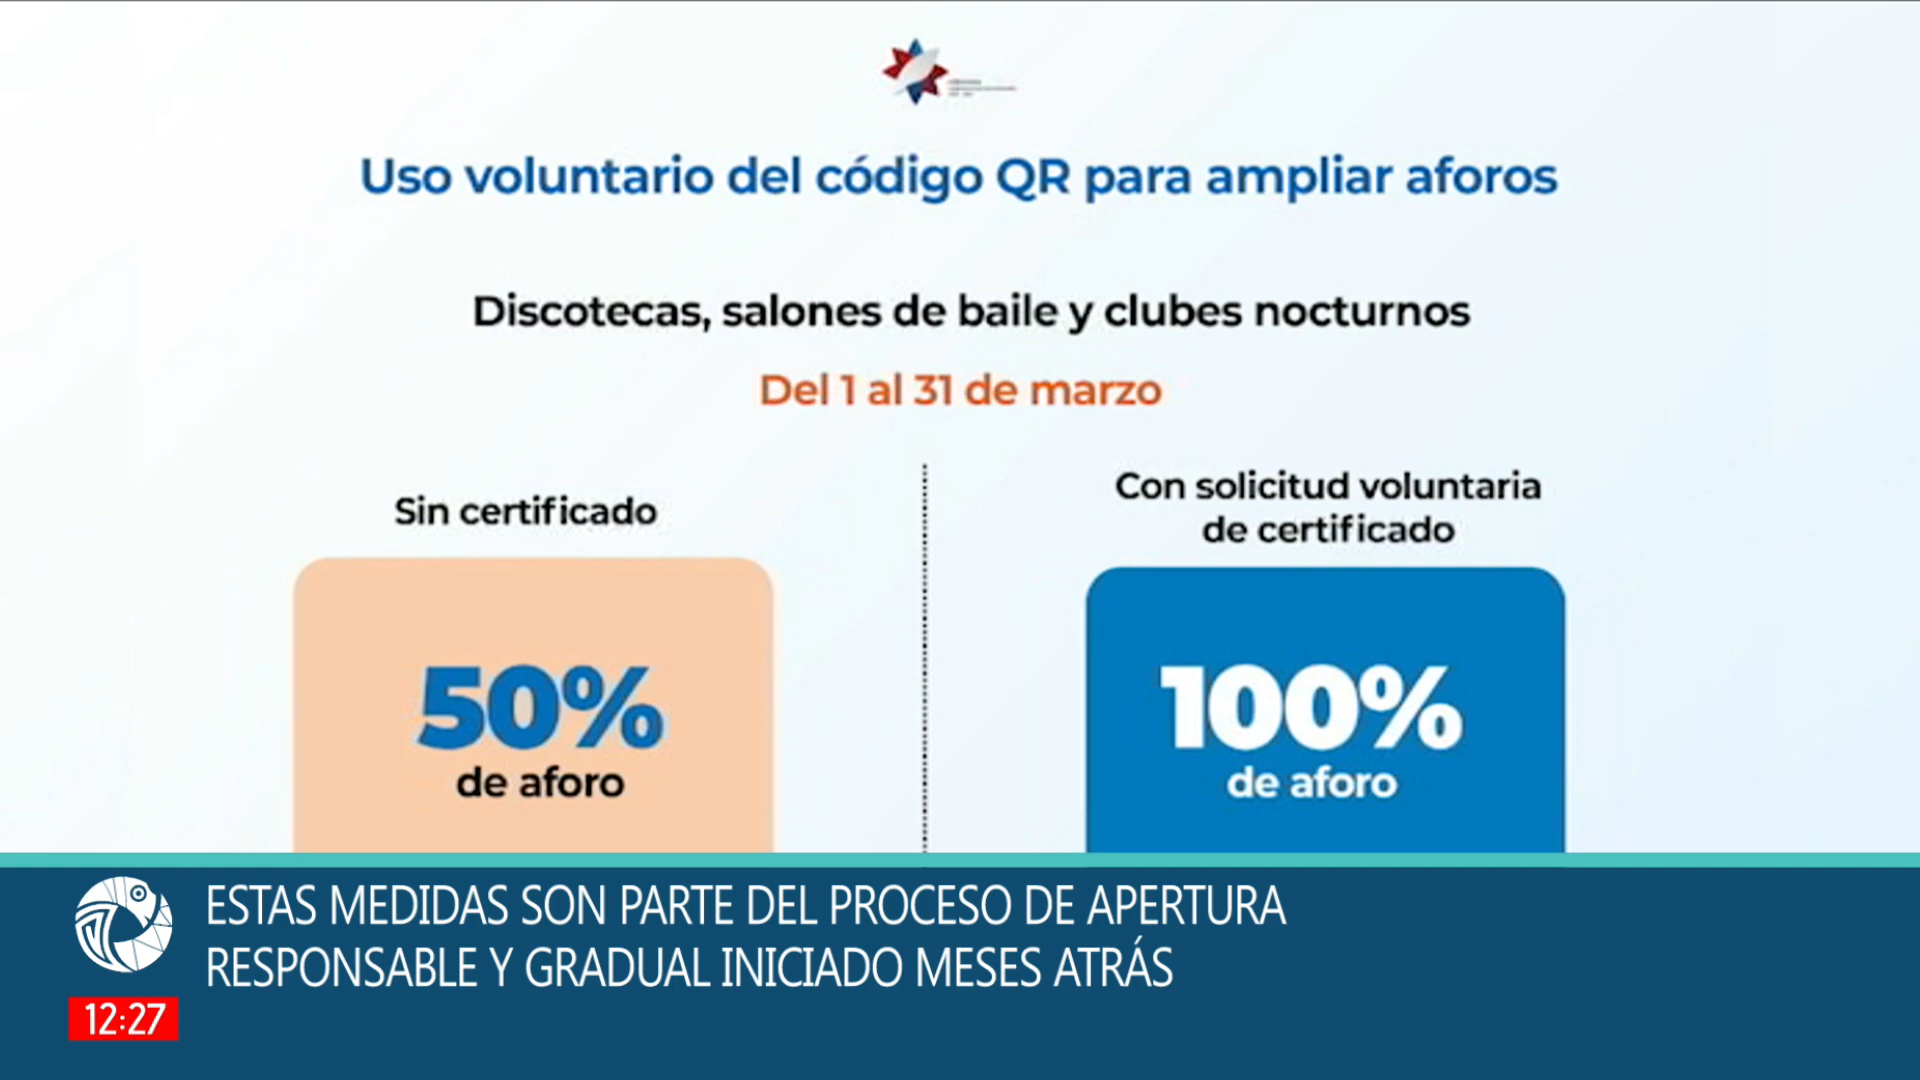 Uso voluntario del código QR para ampliar aforos
Discotecas, salones de baile y clubes nocturnos
Del 1 al 31 de marzo
Sin certificado
50%
de aforo
Con solicitud voluntaria
de certificado
100%
de aforo
ESTAS MEDIDAS SON PARTE DEL PROCESO DE APERTURA
RESPONSABLE Y GRADUAL INICIADO MESES ATRÁS
12:27